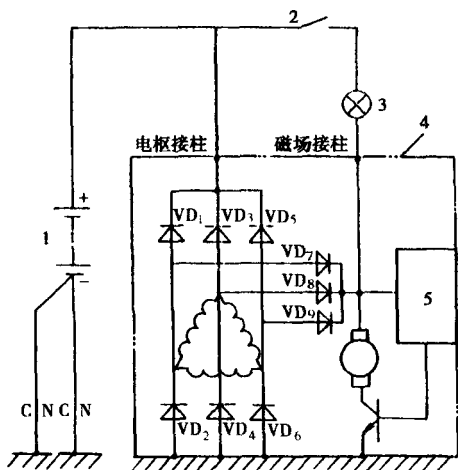 2
3
4
电枢接柱 磁场接柱
+
1
−
VD₁ VD₃ VD₅
VD₇
VD₈
VD₉
5
C N C N
VD₂ VD₄ VD₆